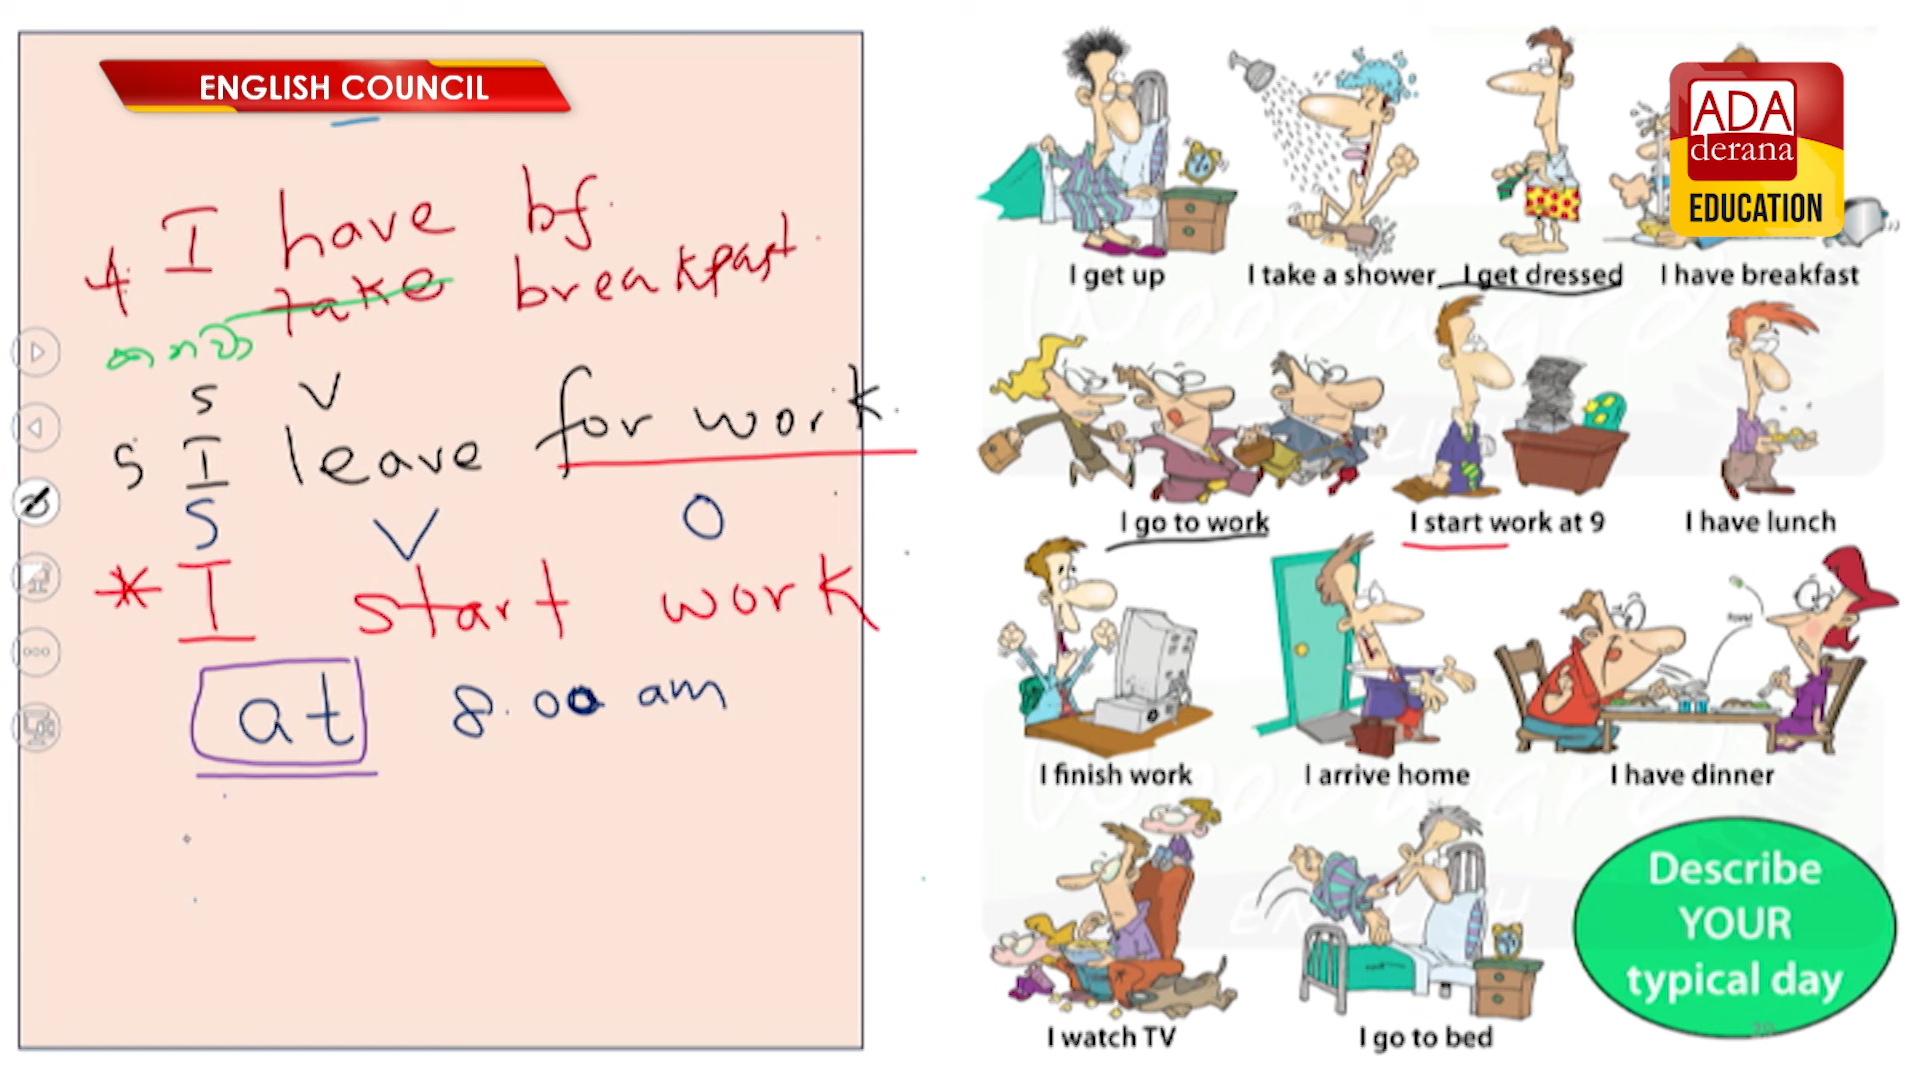 ENGLISH COUNCIL
4 I have bf.
take breakfast.
කනවා
S V
5 I leave for work.
S V O
* I start work
at 8.00 am
ADA
derana
EDUCATION
I get up
I take a shower
I get dressed
I have breakfast
I go to work
I start work at 9
I have lunch
I finish work
I arrive home
I have dinner
I watch TV
I go to bed
Describe
YOUR
typical day